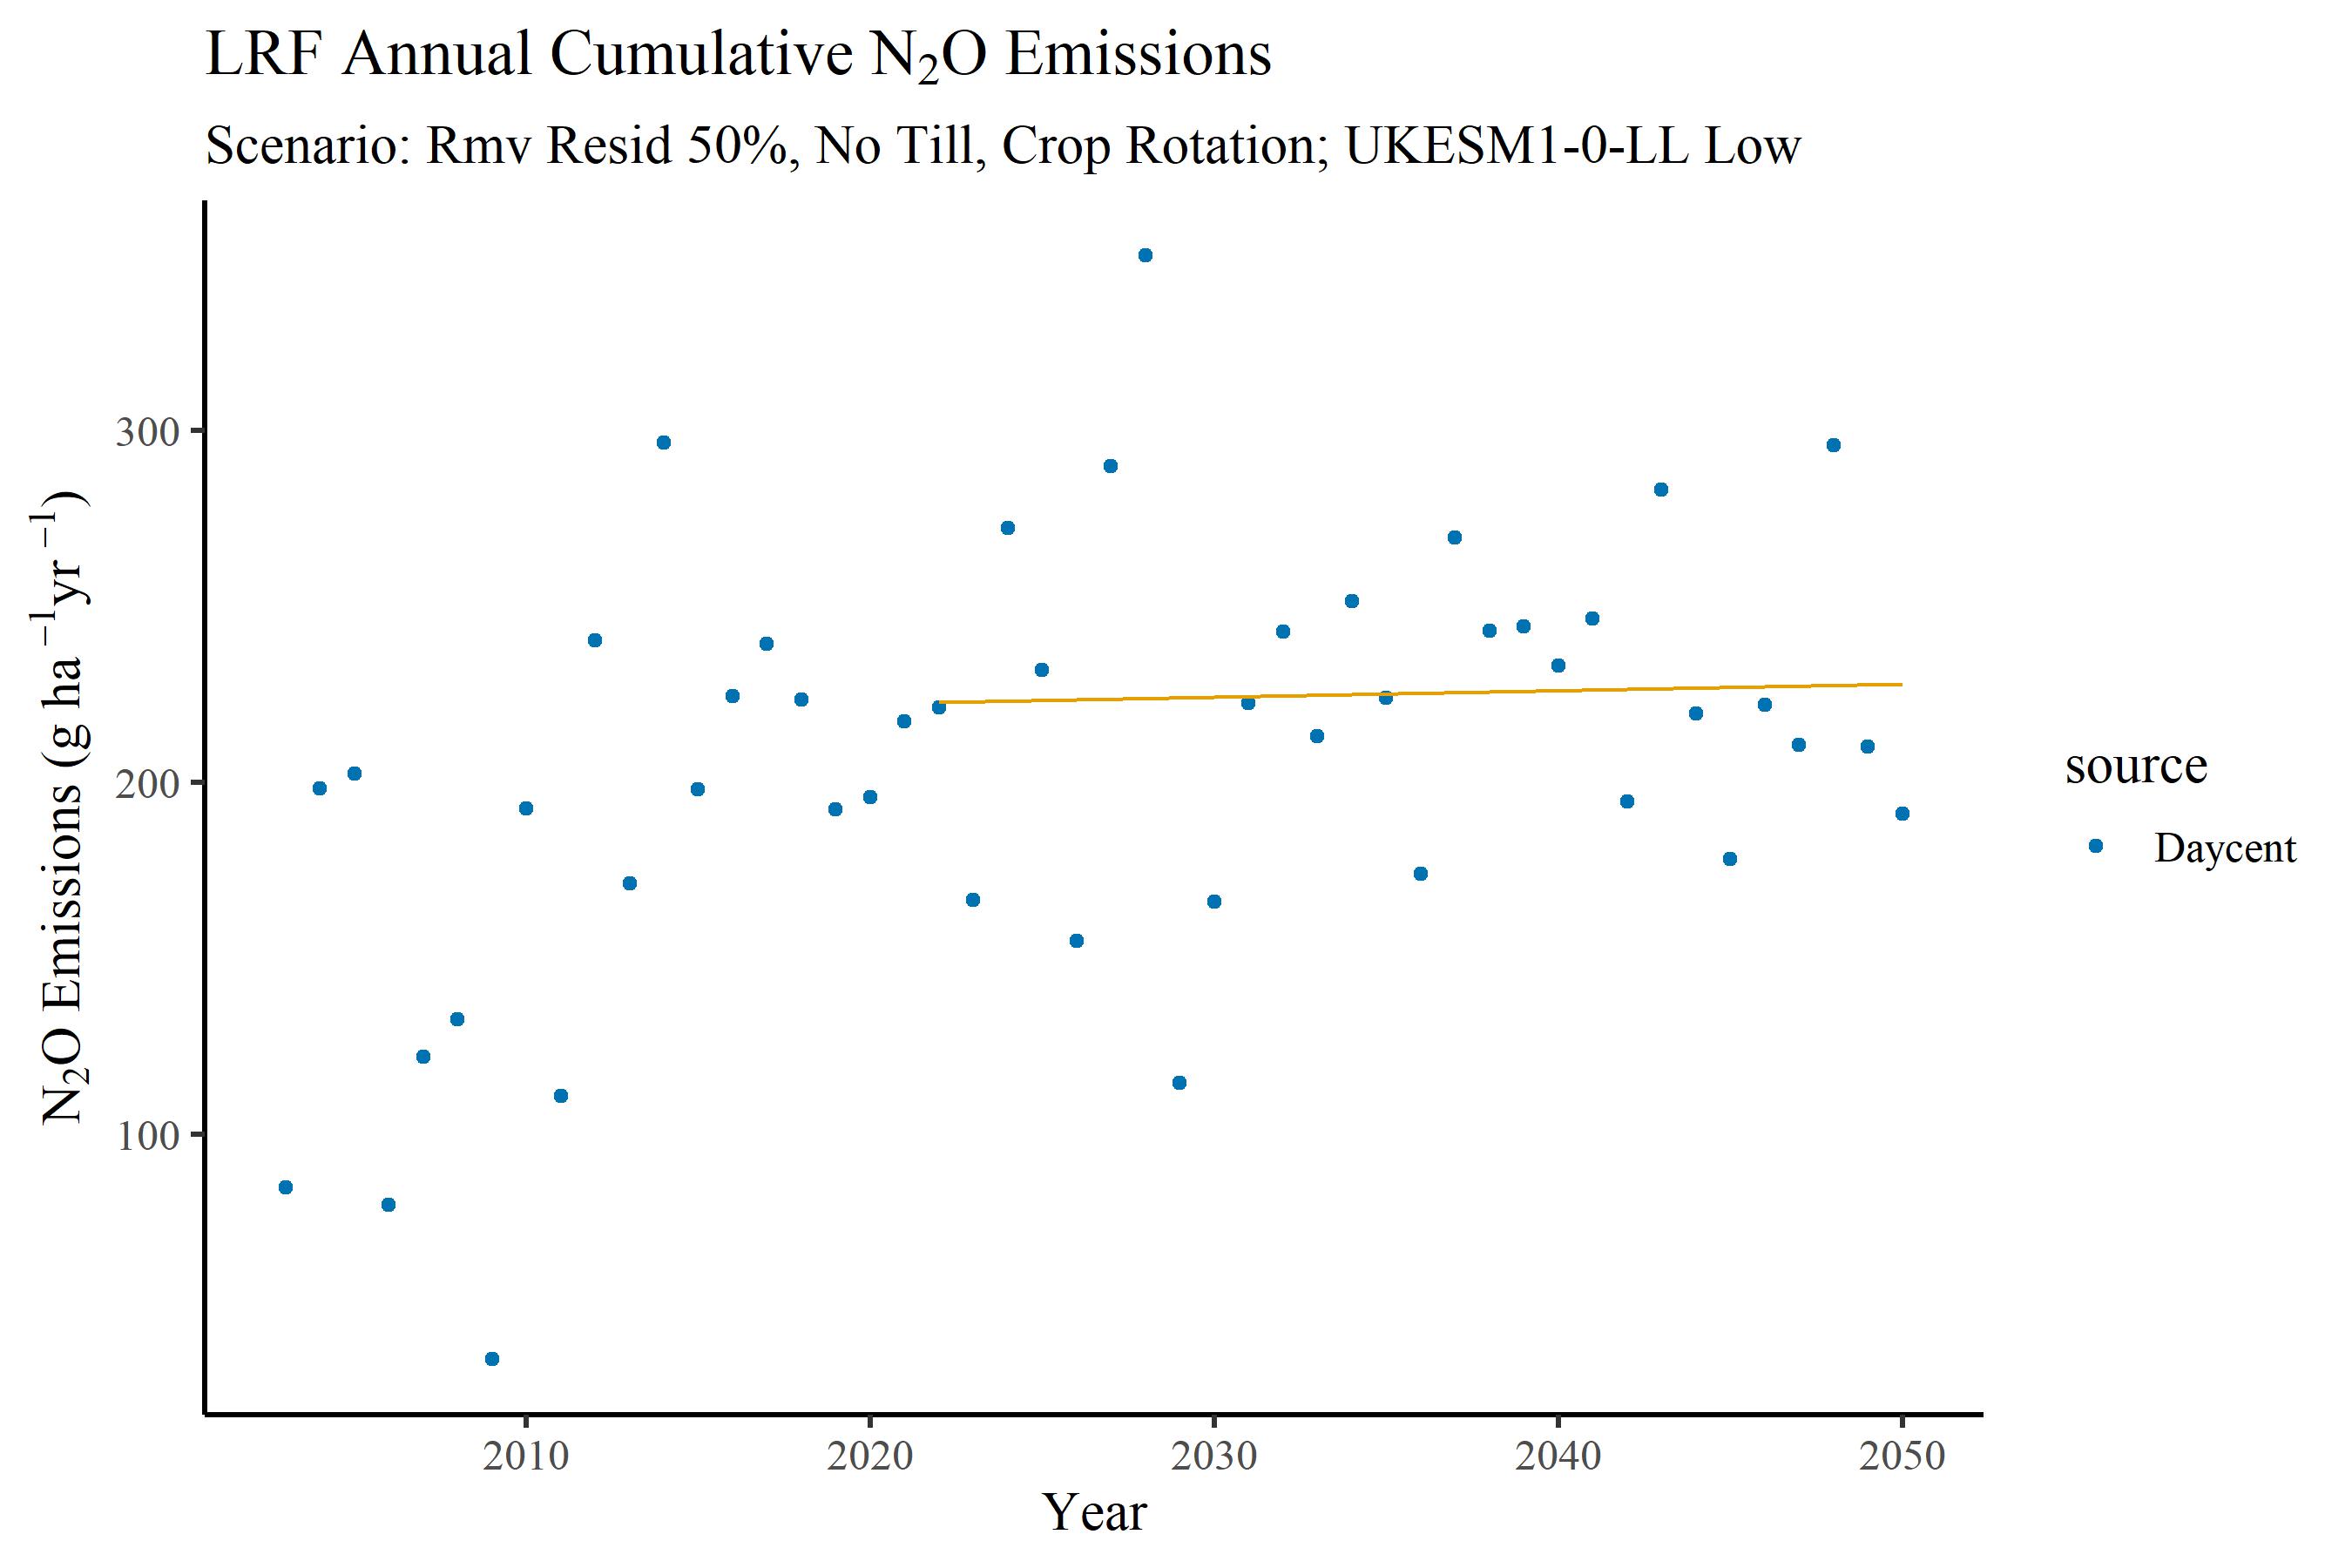 LRF Annual Cumulative N₂O Emissions
Scenario: Rmv Resid 50%, No Till, Crop Rotation; UKESM1-0-LL Low
N₂O Emissions (g ha ⁻¹yr ⁻¹)
300
200
100
2010 2020 2030 2040 2050
Year
source
Daycent